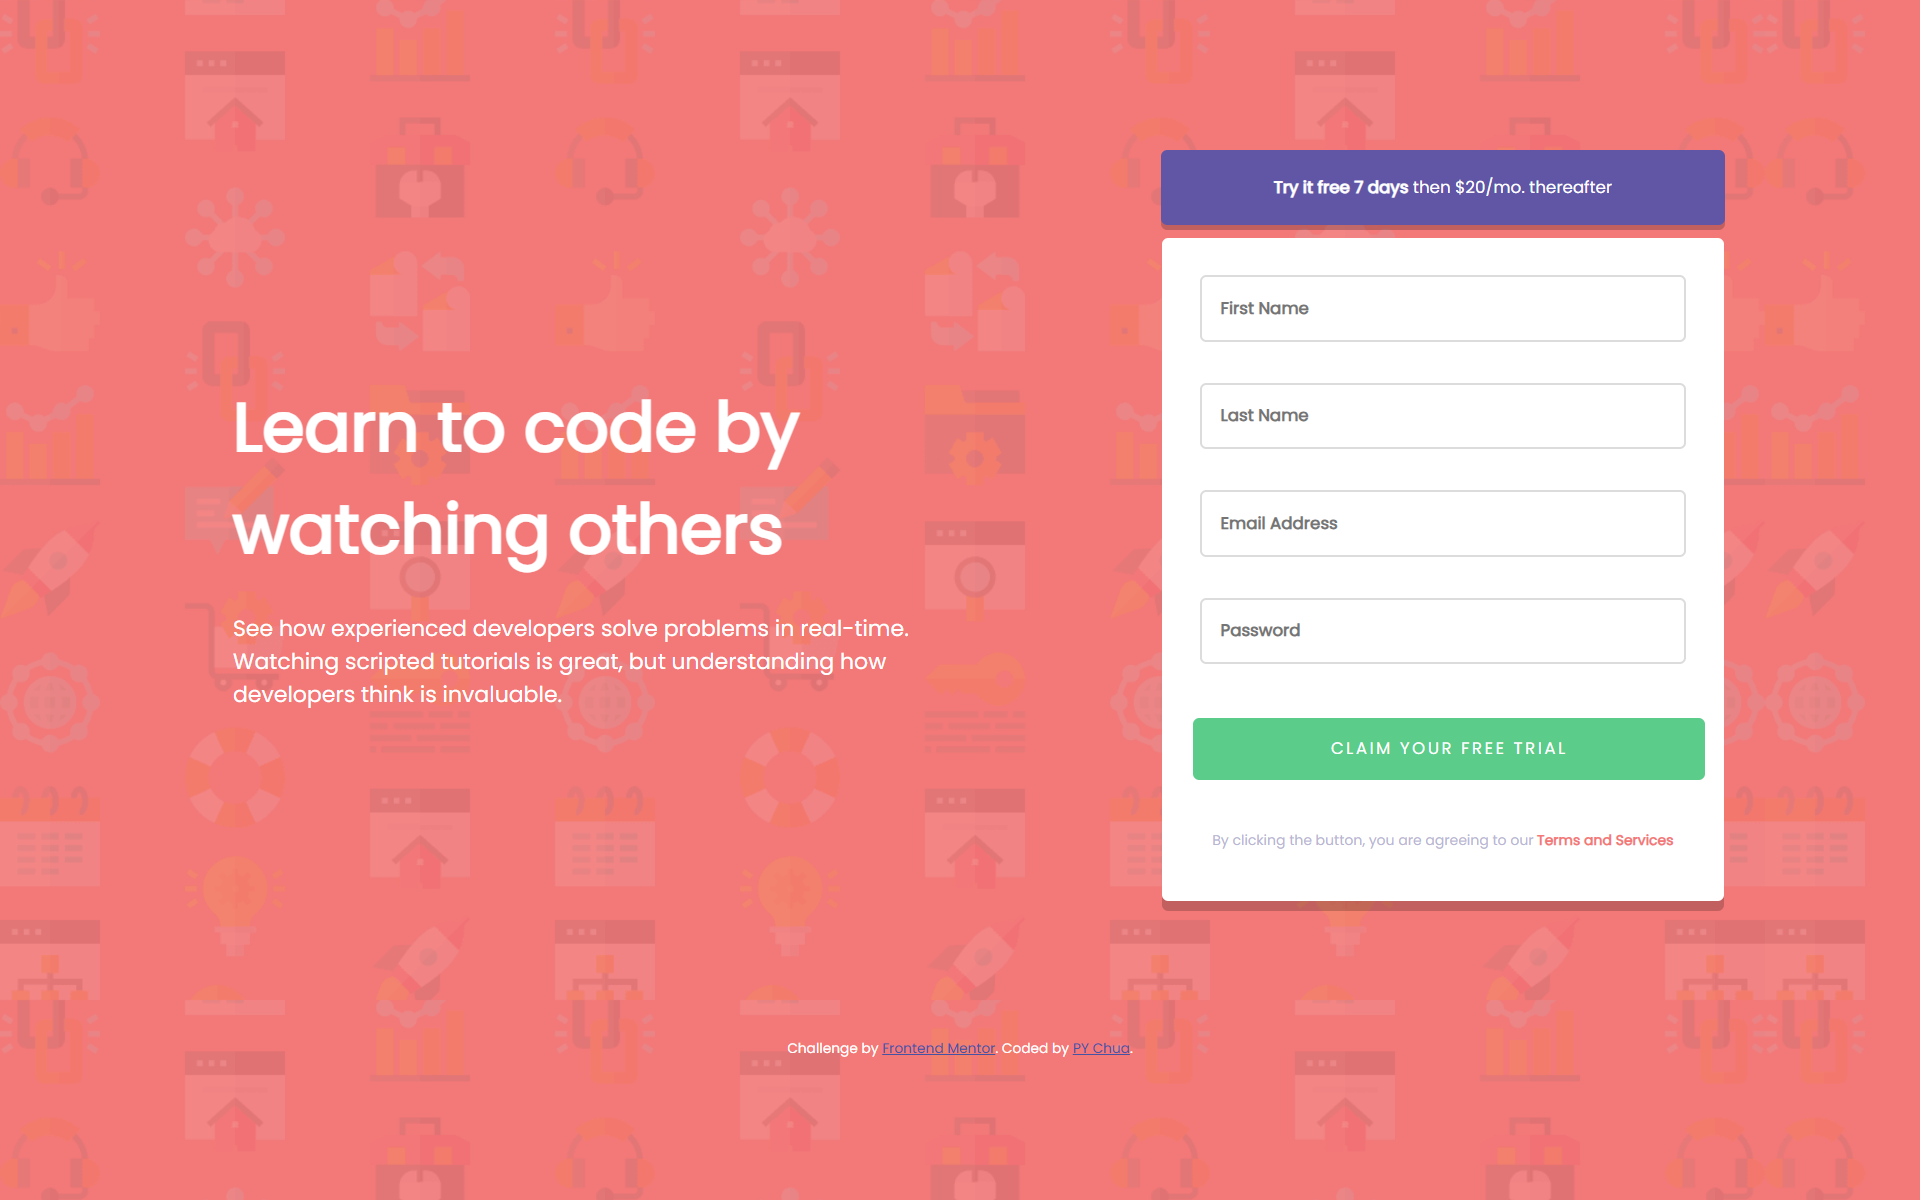 Learn to code by
watching others
See how experienced developers solve problems in real-time.
Watching scripted tutorials is great, but understanding how
developers think is invaluable.
Try it free 7 days then $20/mo. thereafter
First Name
Last Name
Email Address
Password
CLAIM YOUR FREE TRIAL
By clicking the button, you are agreeing to our Terms and Services
Challenge by Frontend Mentor. Coded by PY Chua.